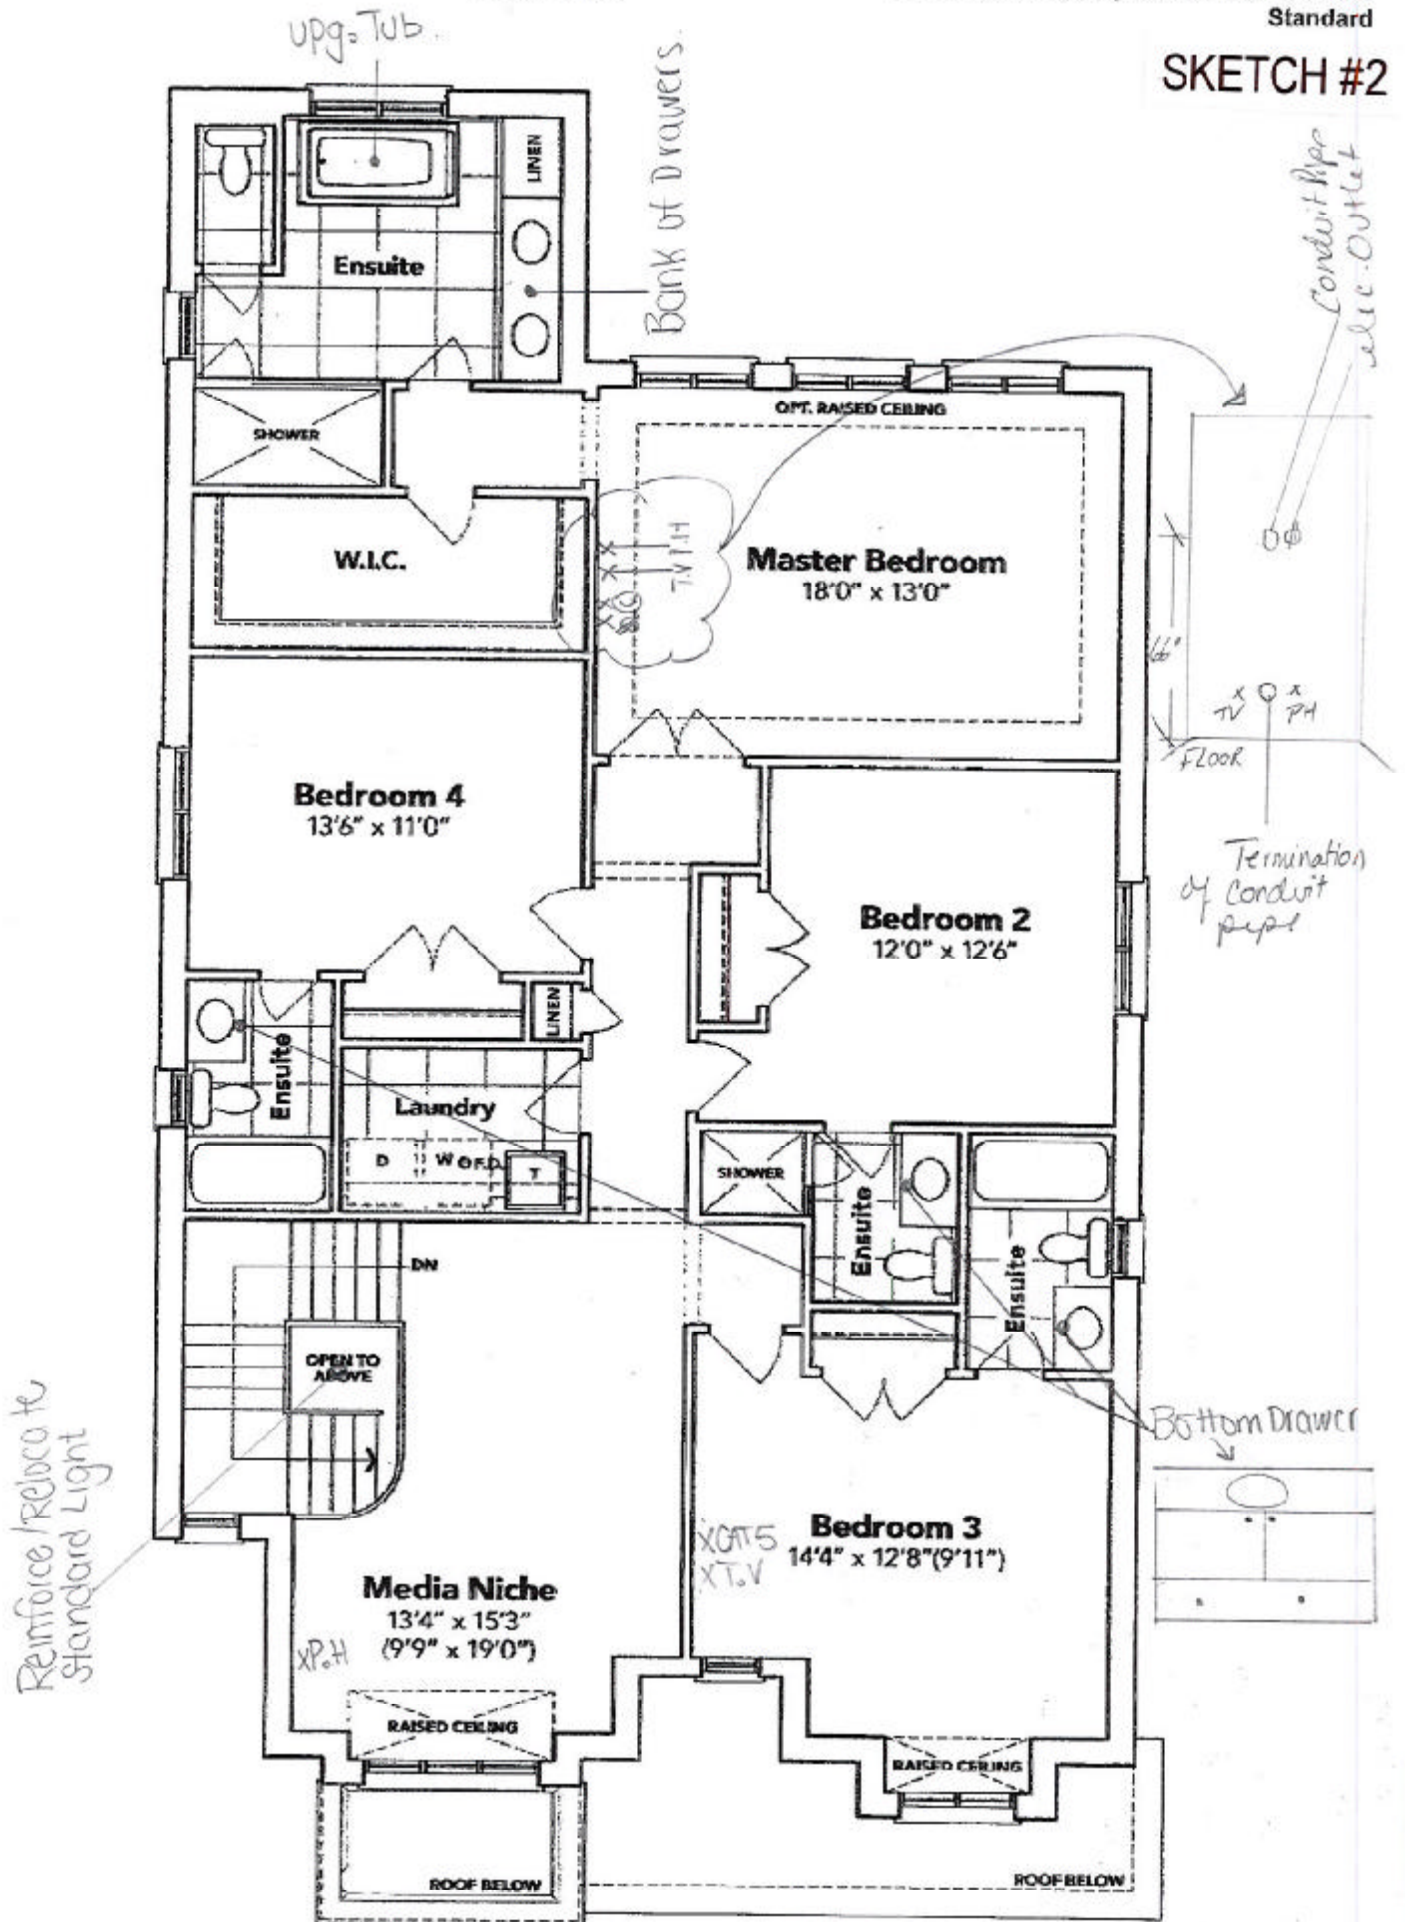 Standard
SKETCH #2
upg. Tub.
Bank of Drawers.
Conduit Pipe
elec. Outlet
LINEN
Ensuite
OPT. RAISED CEILING
SHOWER
W.I.C.
T.V PH
Master Bedroom
18'0" x 13'0"
66"
x x
TV PH
FLOOR
Termination
of Conduit
pipe
Bedroom 4
13'6" x 11'0"
Bedroom 2
12'0" x 12'6"
LINEN
Ensuite
Laundry
D W F.D. T
SHOWER
Ensuite
Ensuite
DN
OPEN TO
ABOVE
Reinforce/Relocate
Standard Light
Bottom Drawer
XCAT5
XT.V
Bedroom 3
14'4" x 12'8"(9'11")
Media Niche
13'4" x 15'3"
(9'9" x 19'0")
xP.H
RAISED CEILING
RAISED CEILING
ROOF BELOW
ROOF BELOW